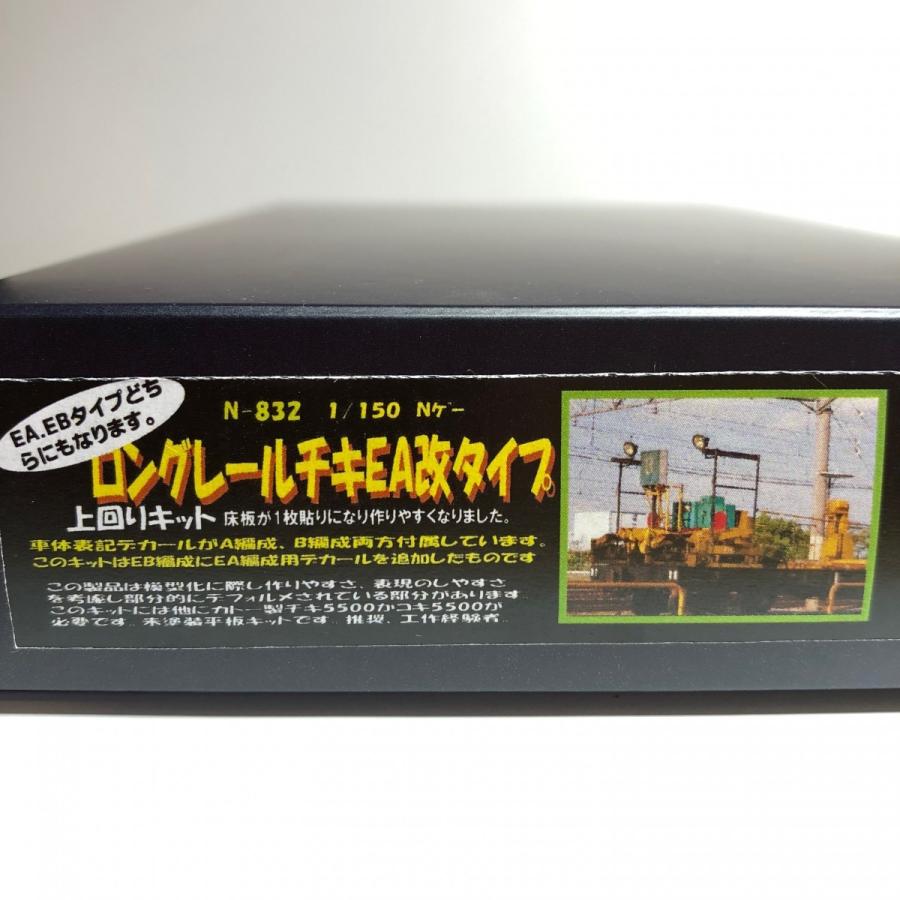 EA.EBタイプどち
らにもなります。
N-832 1/150 Nゲー
ロングレールチキEA改タイプ。
上回りキット 床板が1枚貼りになり作りやすくなりました。
車体表記デカールがA編成、B編成両方付属しています。
このキットはEB編成にEA編成用デカールを追加したものです
この製品は模型化に際し作りやすさ、表現のしやすさ
を考慮し部分的にデフォルメされている部分があります
このキットには他にカトー製チキ5500かコキ5500が
必要です 未塗装平板キットです 推奨、工作経験者